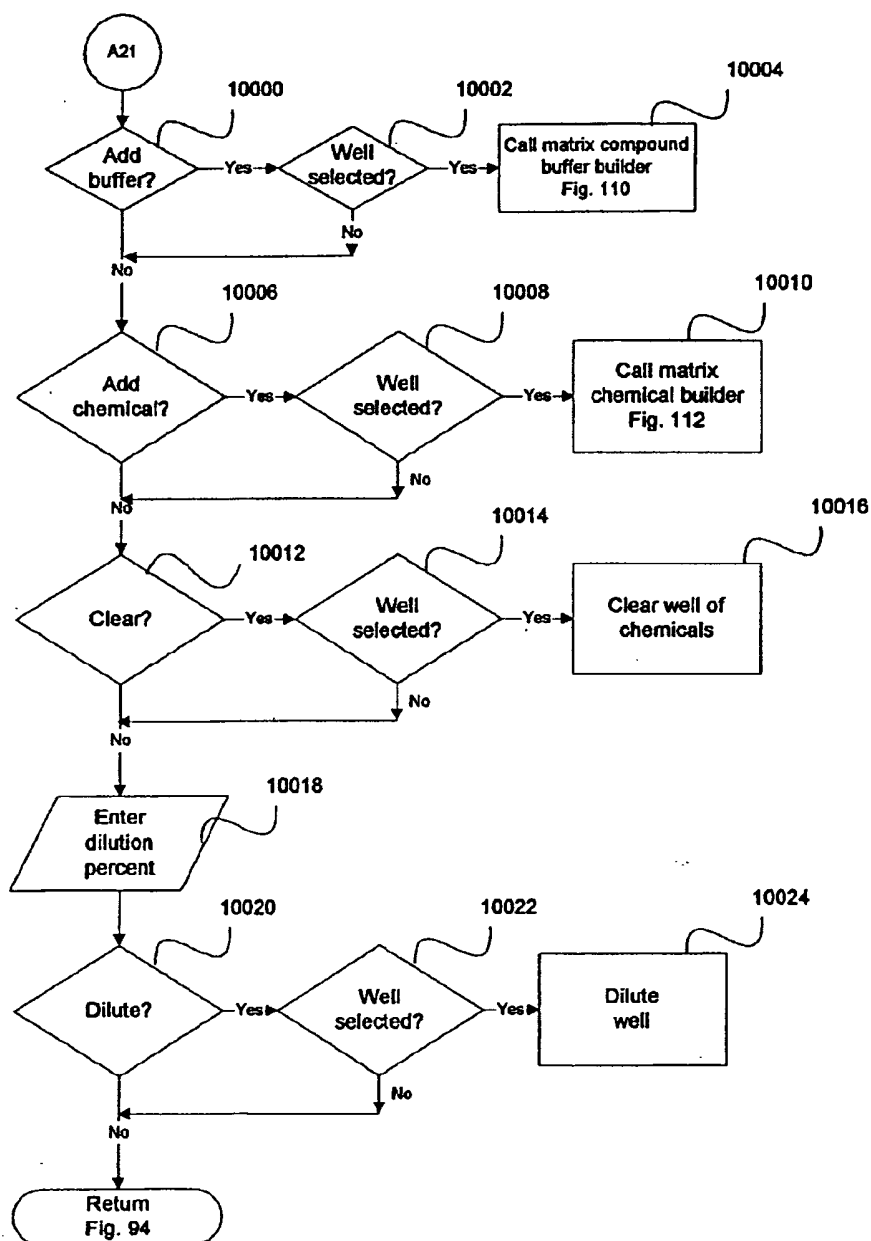 A21
10000
10002
10004
Add
buffer?
Yes
Well
selected?
Yes
Call matrix compound
buffer builder
Fig. 110
No
No
10006
10008
10010
Add
chemical?
Yes
Well
selected?
Yes
Call matrix
chemical builder
Fig. 112
No
No
10012
10014
10016
Clear?
Yes
Well
selected?
Yes
Clear well of
chemicals
No
No
10018
Enter
dilution
percent
10020
10022
10024
Dilute?
Yes
Well
selected?
Yes
Dilute
well
No
No
Return
Fig. 94